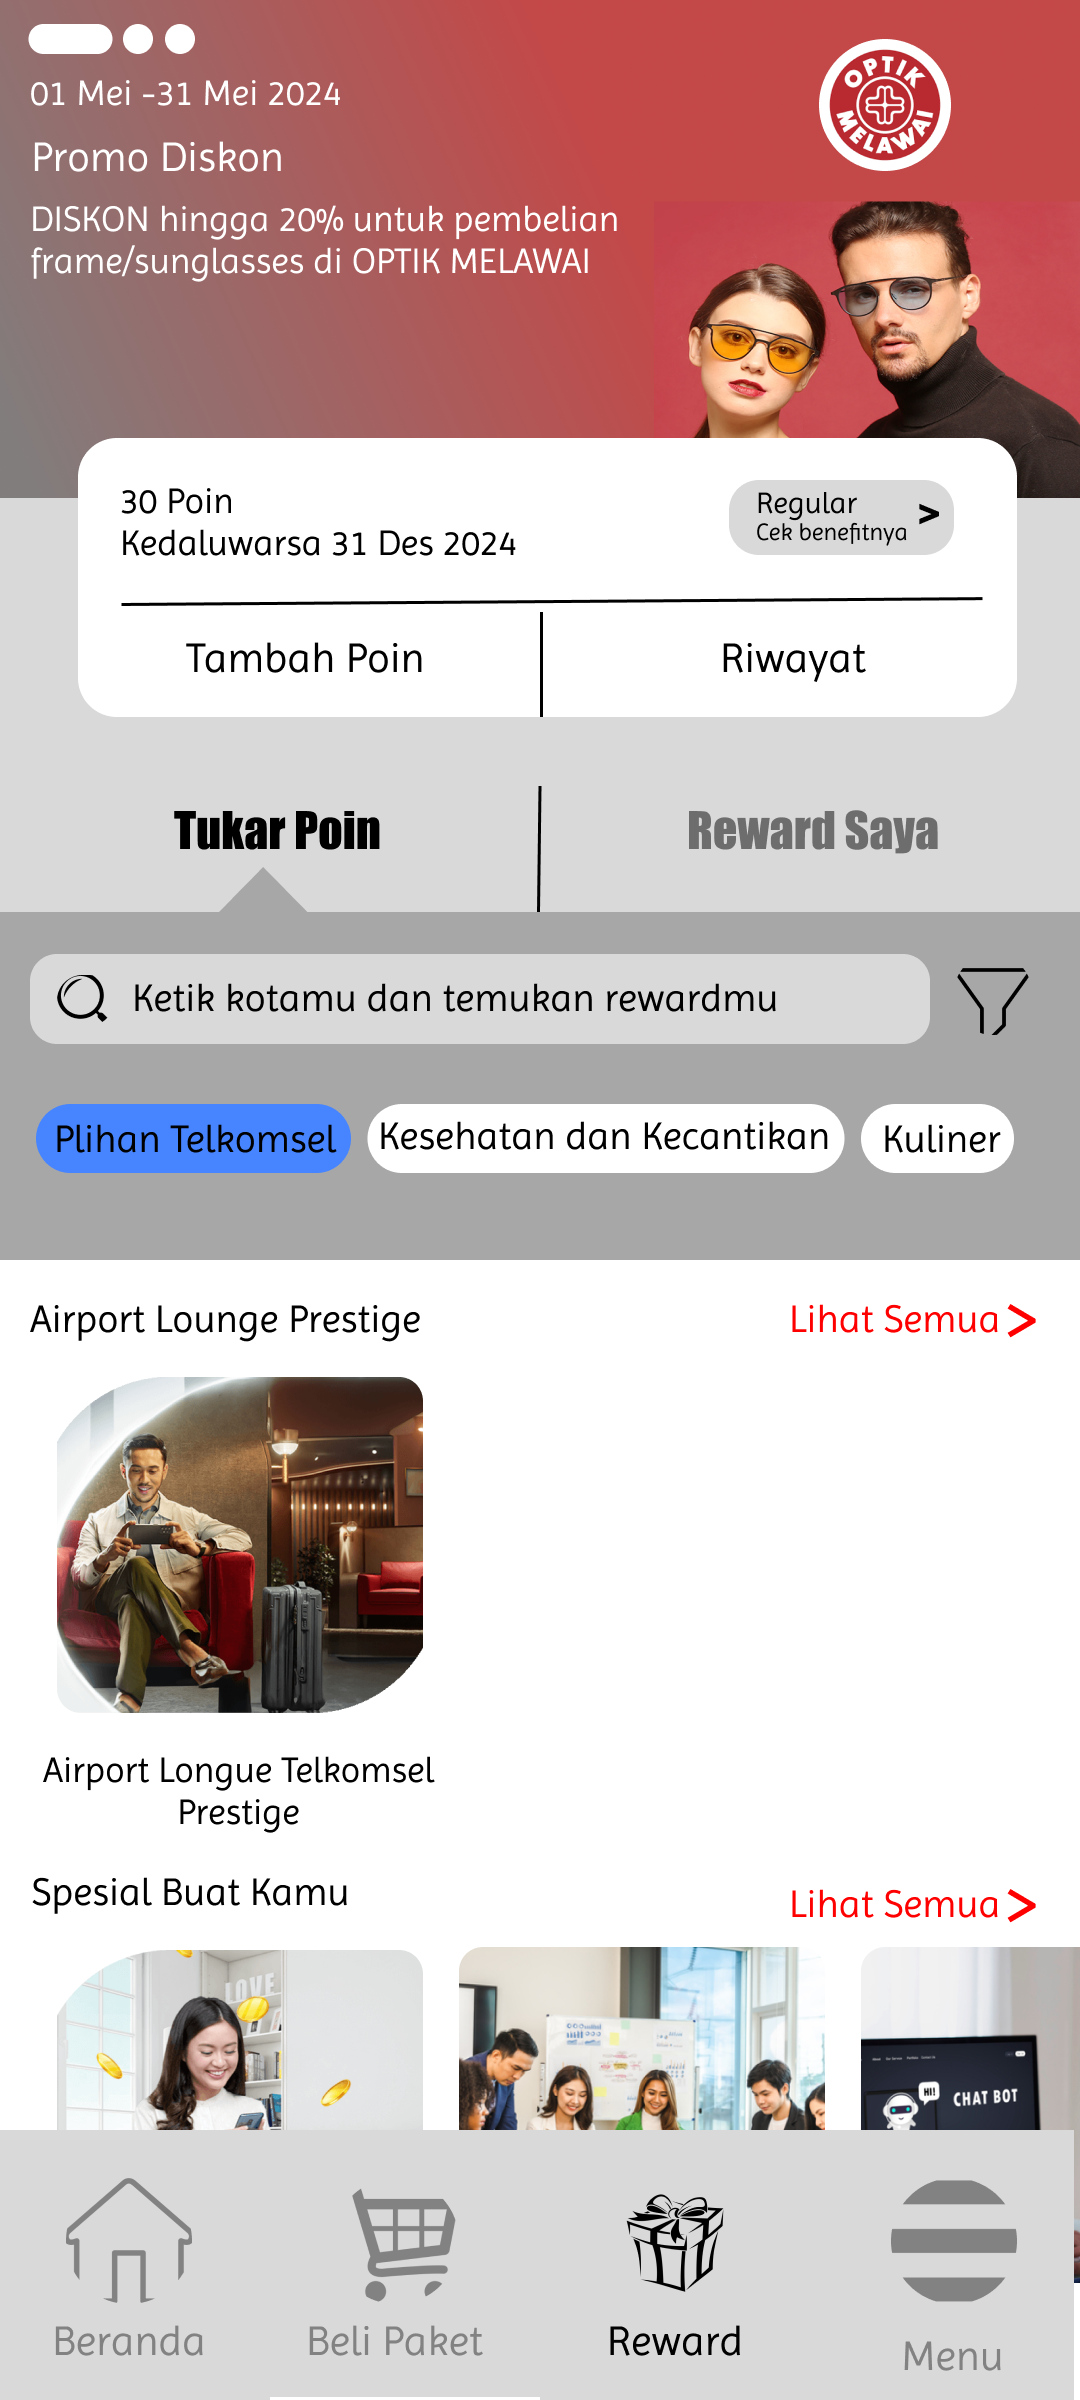 01 Mei -31 Mei 2024
OPTIK
MELAWAI
Promo Diskon
DISKON hingga 20% untuk pembelian
frame/sunglasses di OPTIK MELAWAI
30 Poin
Kedaluwarsa 31 Des 2024
Regular
Cek benefitnya
>
Tambah Poin
Riwayat
Tukar Poin
Reward Saya
Ketik kotamu dan temukan rewardmu
Plihan Telkomsel
Kesehatan dan Kecantikan
Kuliner
Airport Lounge Prestige
Lihat Semua >
Airport Longue Telkomsel
Prestige
Spesial Buat Kamu
Lihat Semua >
LOVE
HI!
CHAT BOT
Beranda
Beli Paket
Reward
Menu